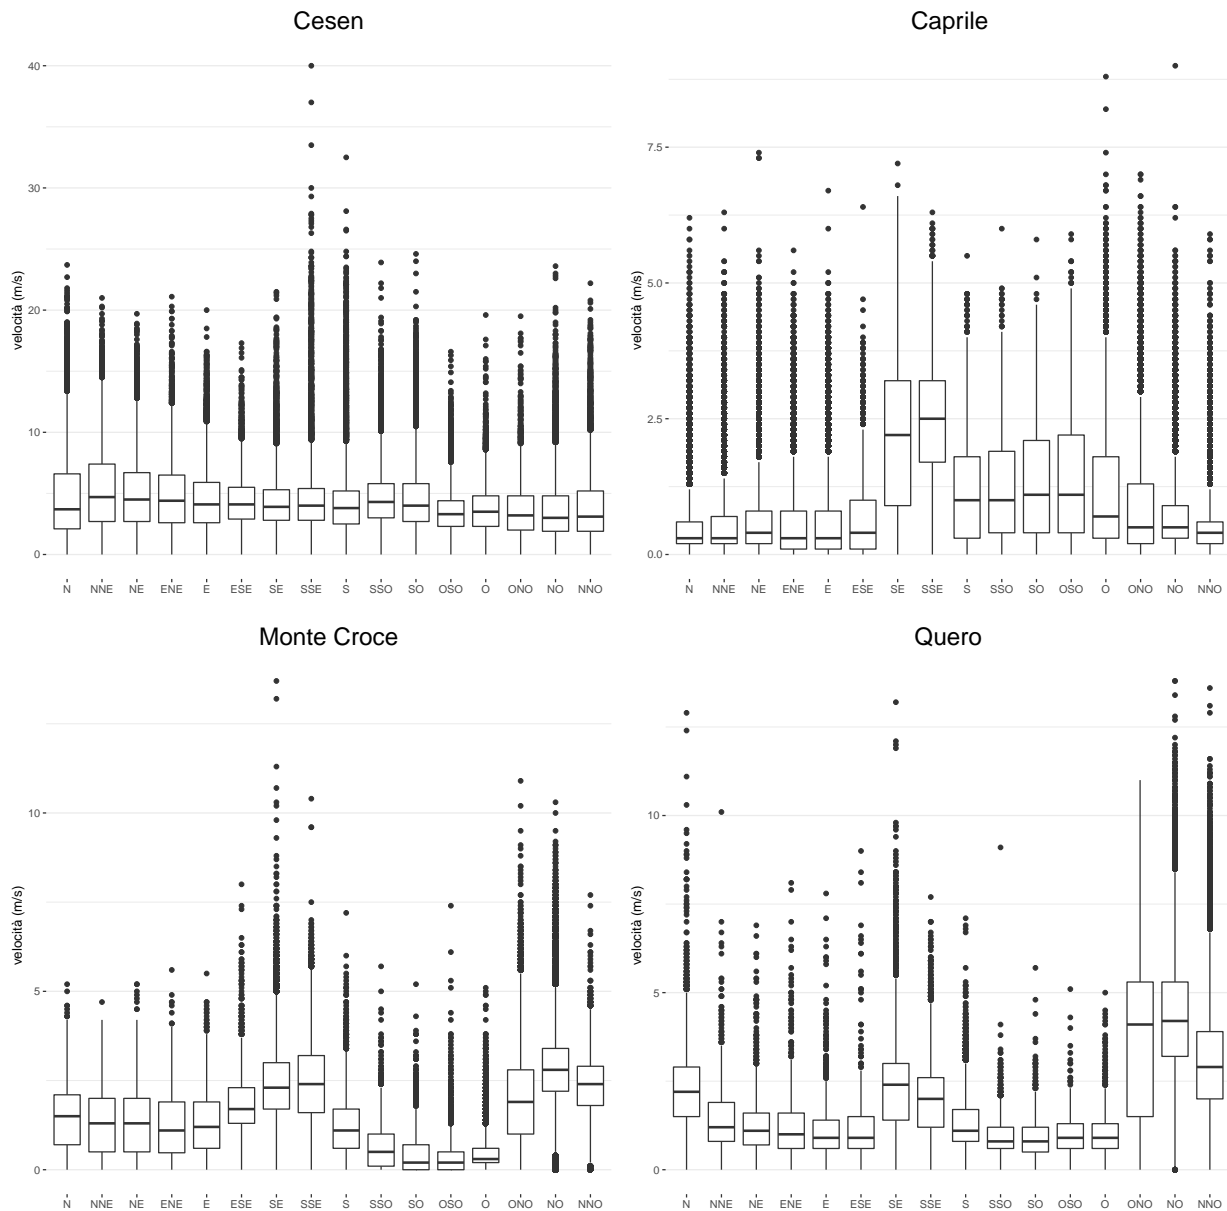 Cesen
velocità (m/s)
40
30
20
10
0
N NNE NE ENE E ESE SE SSE S SSO SO OSO O ONO NO NNO
Caprile
velocità (m/s)
7.5
5.0
2.5
0.0
N NNE NE ENE E ESE SE SSE S SSO SO OSO O ONO NO NNO
Monte Croce
velocità (m/s)
10
5
0
N NNE NE ENE E ESE SE SSE S SSO SO OSO O ONO NO NNO
Quero
velocità (m/s)
10
5
0
N NNE NE ENE E ESE SE SSE S SSO SO OSO O ONO NO NNO